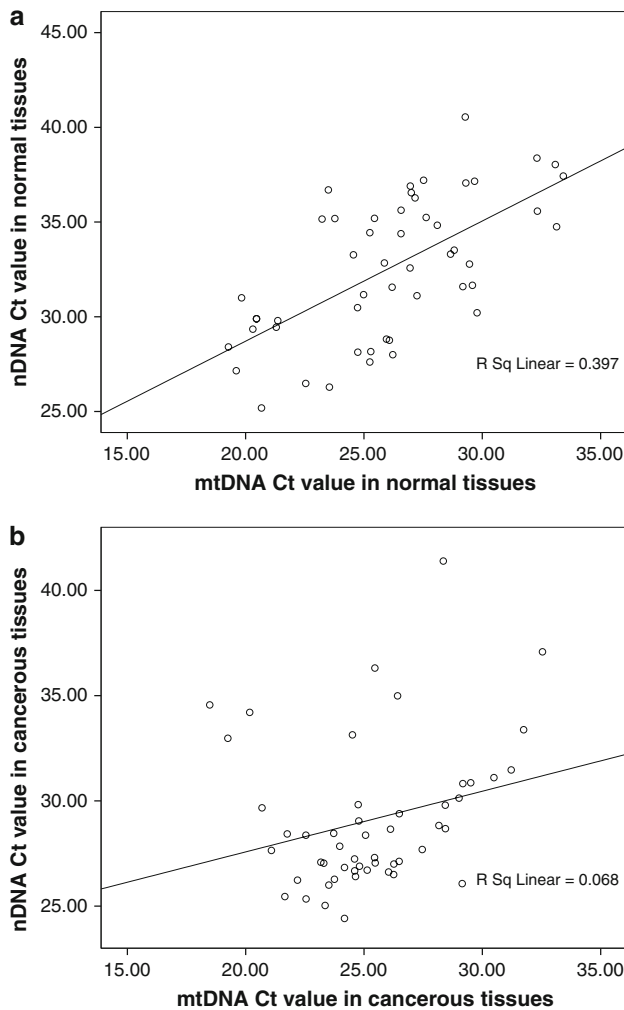 a
nDNA Ct value in normal tissues
45.00
40.00
35.00
30.00
25.00
R Sq Linear = 0.397
15.00 20.00 25.00 30.00 35.00
mtDNA Ct value in normal tissues
b
nDNA Ct value in cancerous tissues
40.00
35.00
30.00
25.00
R Sq Linear = 0.068
15.00 20.00 25.00 30.00 35.00
mtDNA Ct value in cancerous tissues